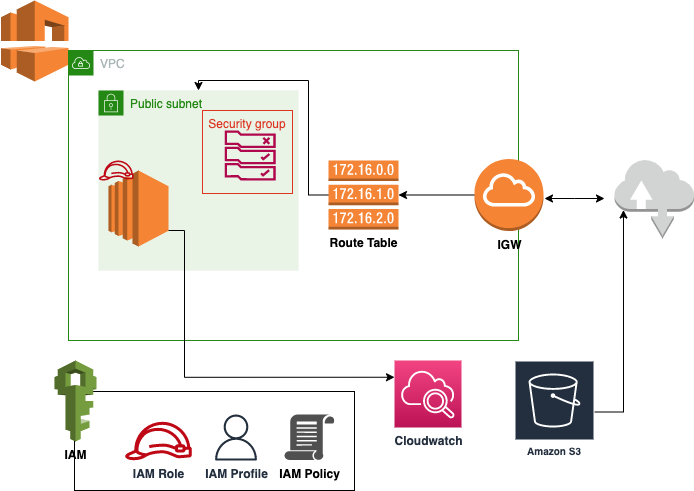 VPC
Public subnet
Security group
172.16.0.0
172.16.1.0
172.16.2.0
Route Table
IGW
Cloudwatch
Amazon S3
IAM
IAM Role
IAM Profile
IAM Policy